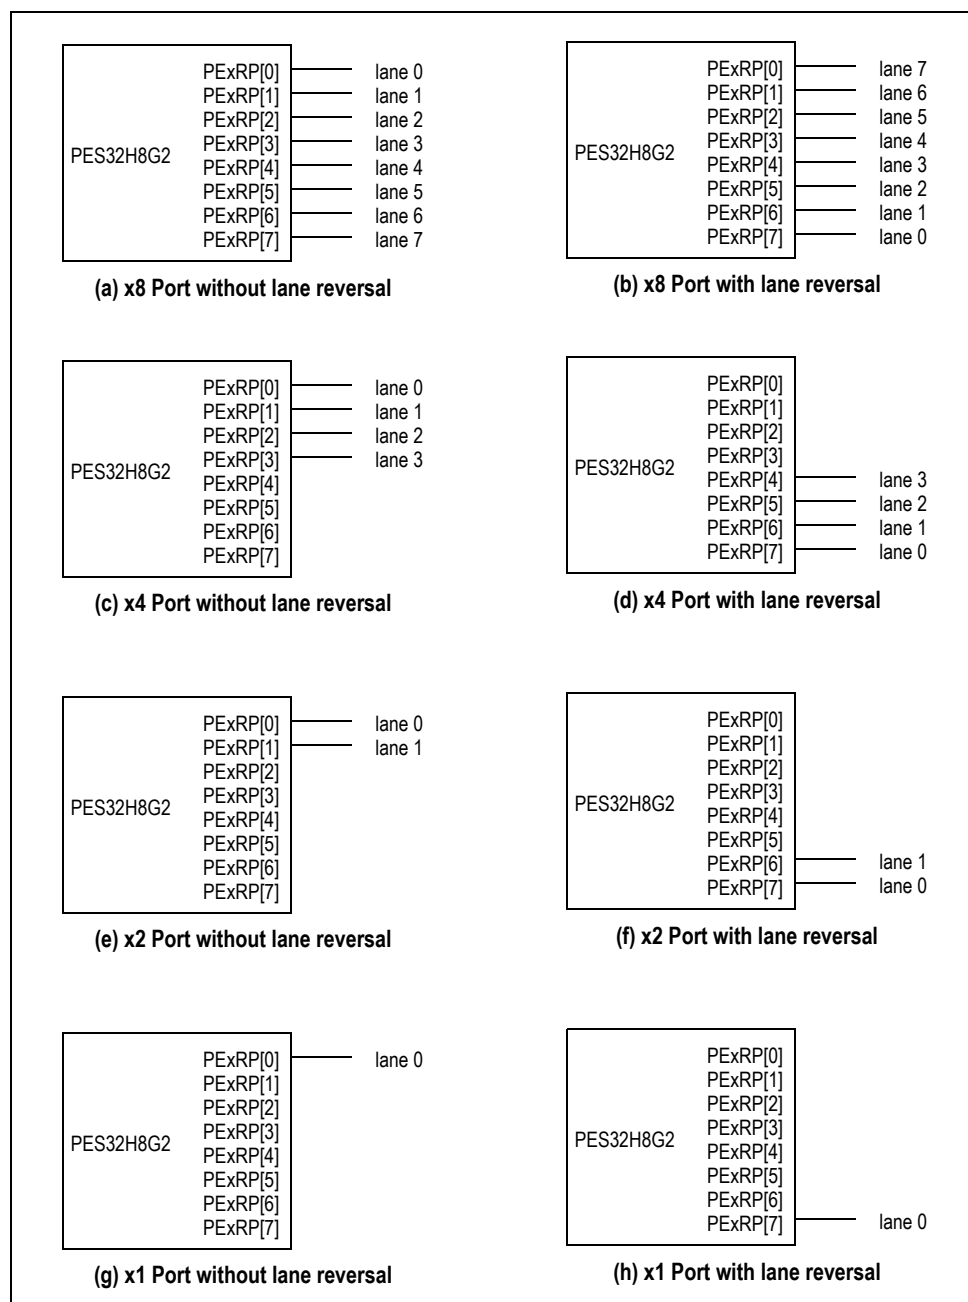 PES32H8G2
PExRP[0] lane 0
PExRP[1] lane 1
PExRP[2] lane 2
PExRP[3] lane 3
PExRP[4] lane 4
PExRP[5] lane 5
PExRP[6] lane 6
PExRP[7] lane 7
(a) x8 Port without lane reversal
PES32H8G2
PExRP[0] lane 7
PExRP[1] lane 6
PExRP[2] lane 5
PExRP[3] lane 4
PExRP[4] lane 3
PExRP[5] lane 2
PExRP[6] lane 1
PExRP[7] lane 0
(b) x8 Port with lane reversal
PES32H8G2
PExRP[0] lane 0
PExRP[1] lane 1
PExRP[2] lane 2
PExRP[3] lane 3
PExRP[4]
PExRP[5]
PExRP[6]
PExRP[7]
(c) x4 Port without lane reversal
PES32H8G2
PExRP[0]
PExRP[1]
PExRP[2]
PExRP[3]
PExRP[4] lane 3
PExRP[5] lane 2
PExRP[6] lane 1
PExRP[7] lane 0
(d) x4 Port with lane reversal
PES32H8G2
PExRP[0] lane 0
PExRP[1] lane 1
PExRP[2]
PExRP[3]
PExRP[4]
PExRP[5]
PExRP[6]
PExRP[7]
(e) x2 Port without lane reversal
PES32H8G2
PExRP[0]
PExRP[1]
PExRP[2]
PExRP[3]
PExRP[4]
PExRP[5]
PExRP[6] lane 1
PExRP[7] lane 0
(f) x2 Port with lane reversal
PES32H8G2
PExRP[0] lane 0
PExRP[1]
PExRP[2]
PExRP[3]
PExRP[4]
PExRP[5]
PExRP[6]
PExRP[7]
(g) x1 Port without lane reversal
PES32H8G2
PExRP[0]
PExRP[1]
PExRP[2]
PExRP[3]
PExRP[4]
PExRP[5]
PExRP[6]
PExRP[7] lane 0
(h) x1 Port with lane reversal